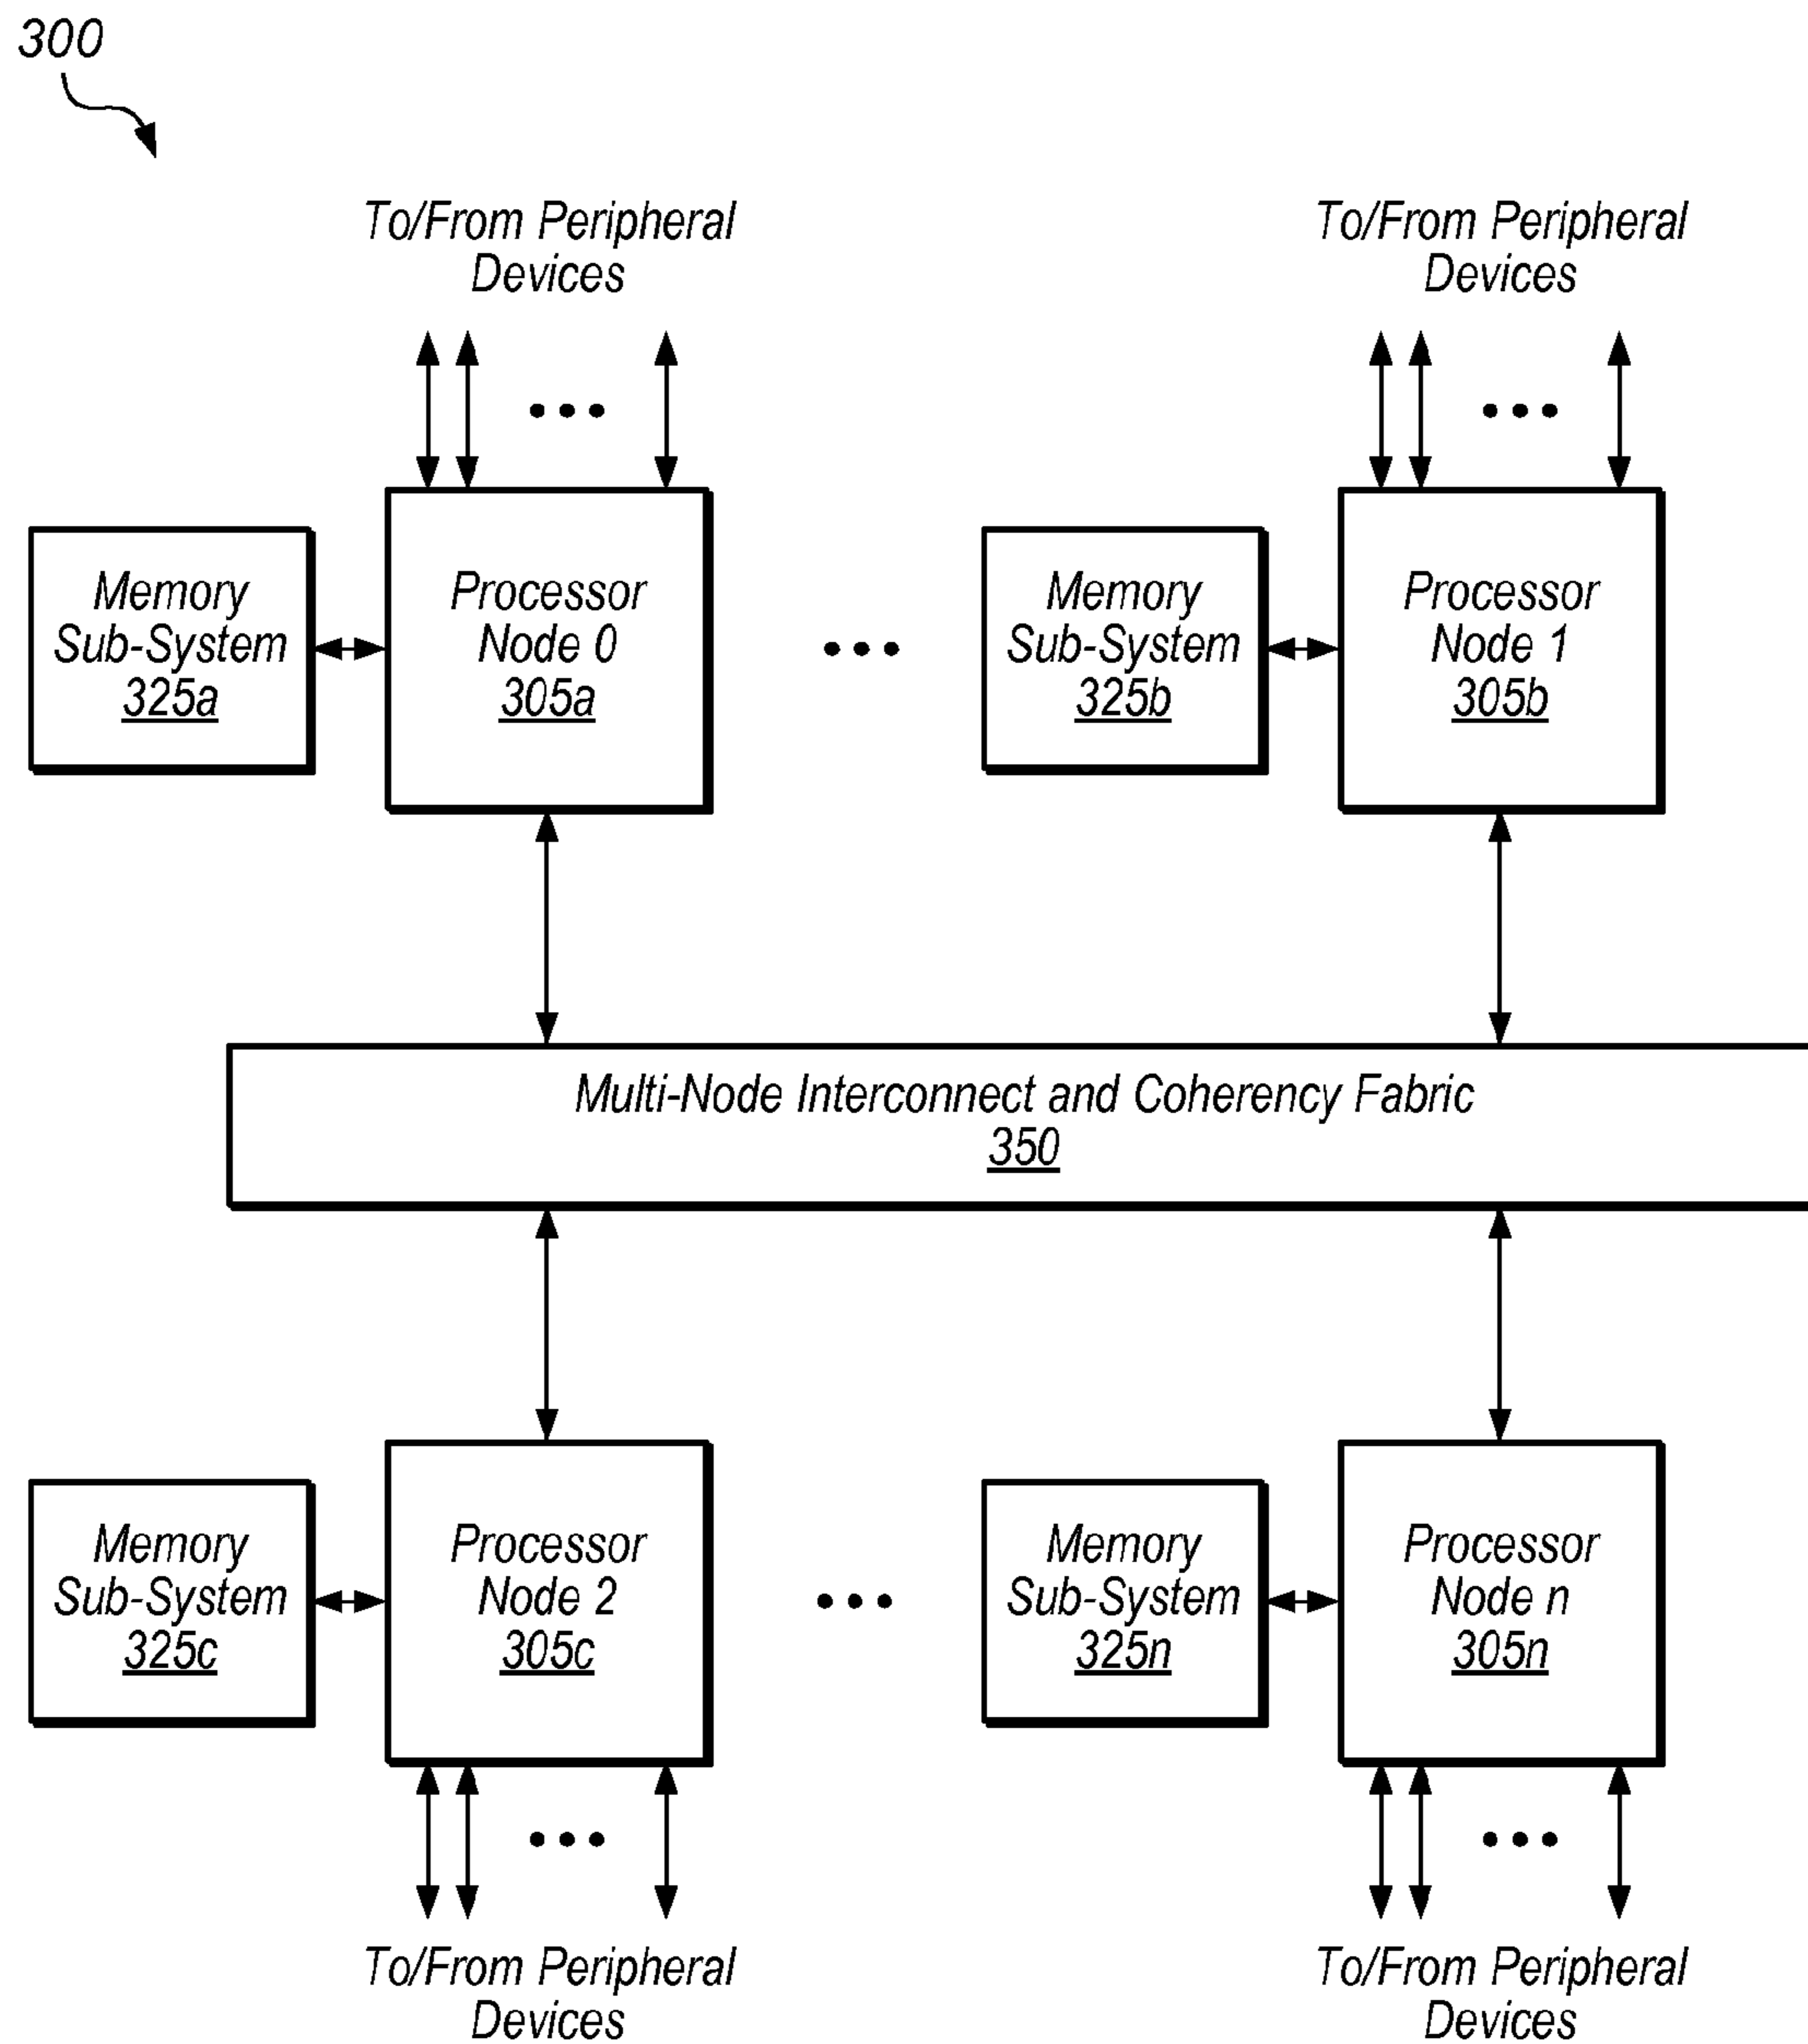 300
To/From Peripheral
Devices
To/From Peripheral
Devices
Memory
Sub-System
325a
Processor
Node 0
305a
Memory
Sub-System
325b
Processor
Node 1
305b
Multi-Node Interconnect and Coherency Fabric
350
Memory
Sub-System
325c
Processor
Node 2
305c
Memory
Sub-System
325n
Processor
Node n
305n
To/From Peripheral
Devices
To/From Peripheral
Devices